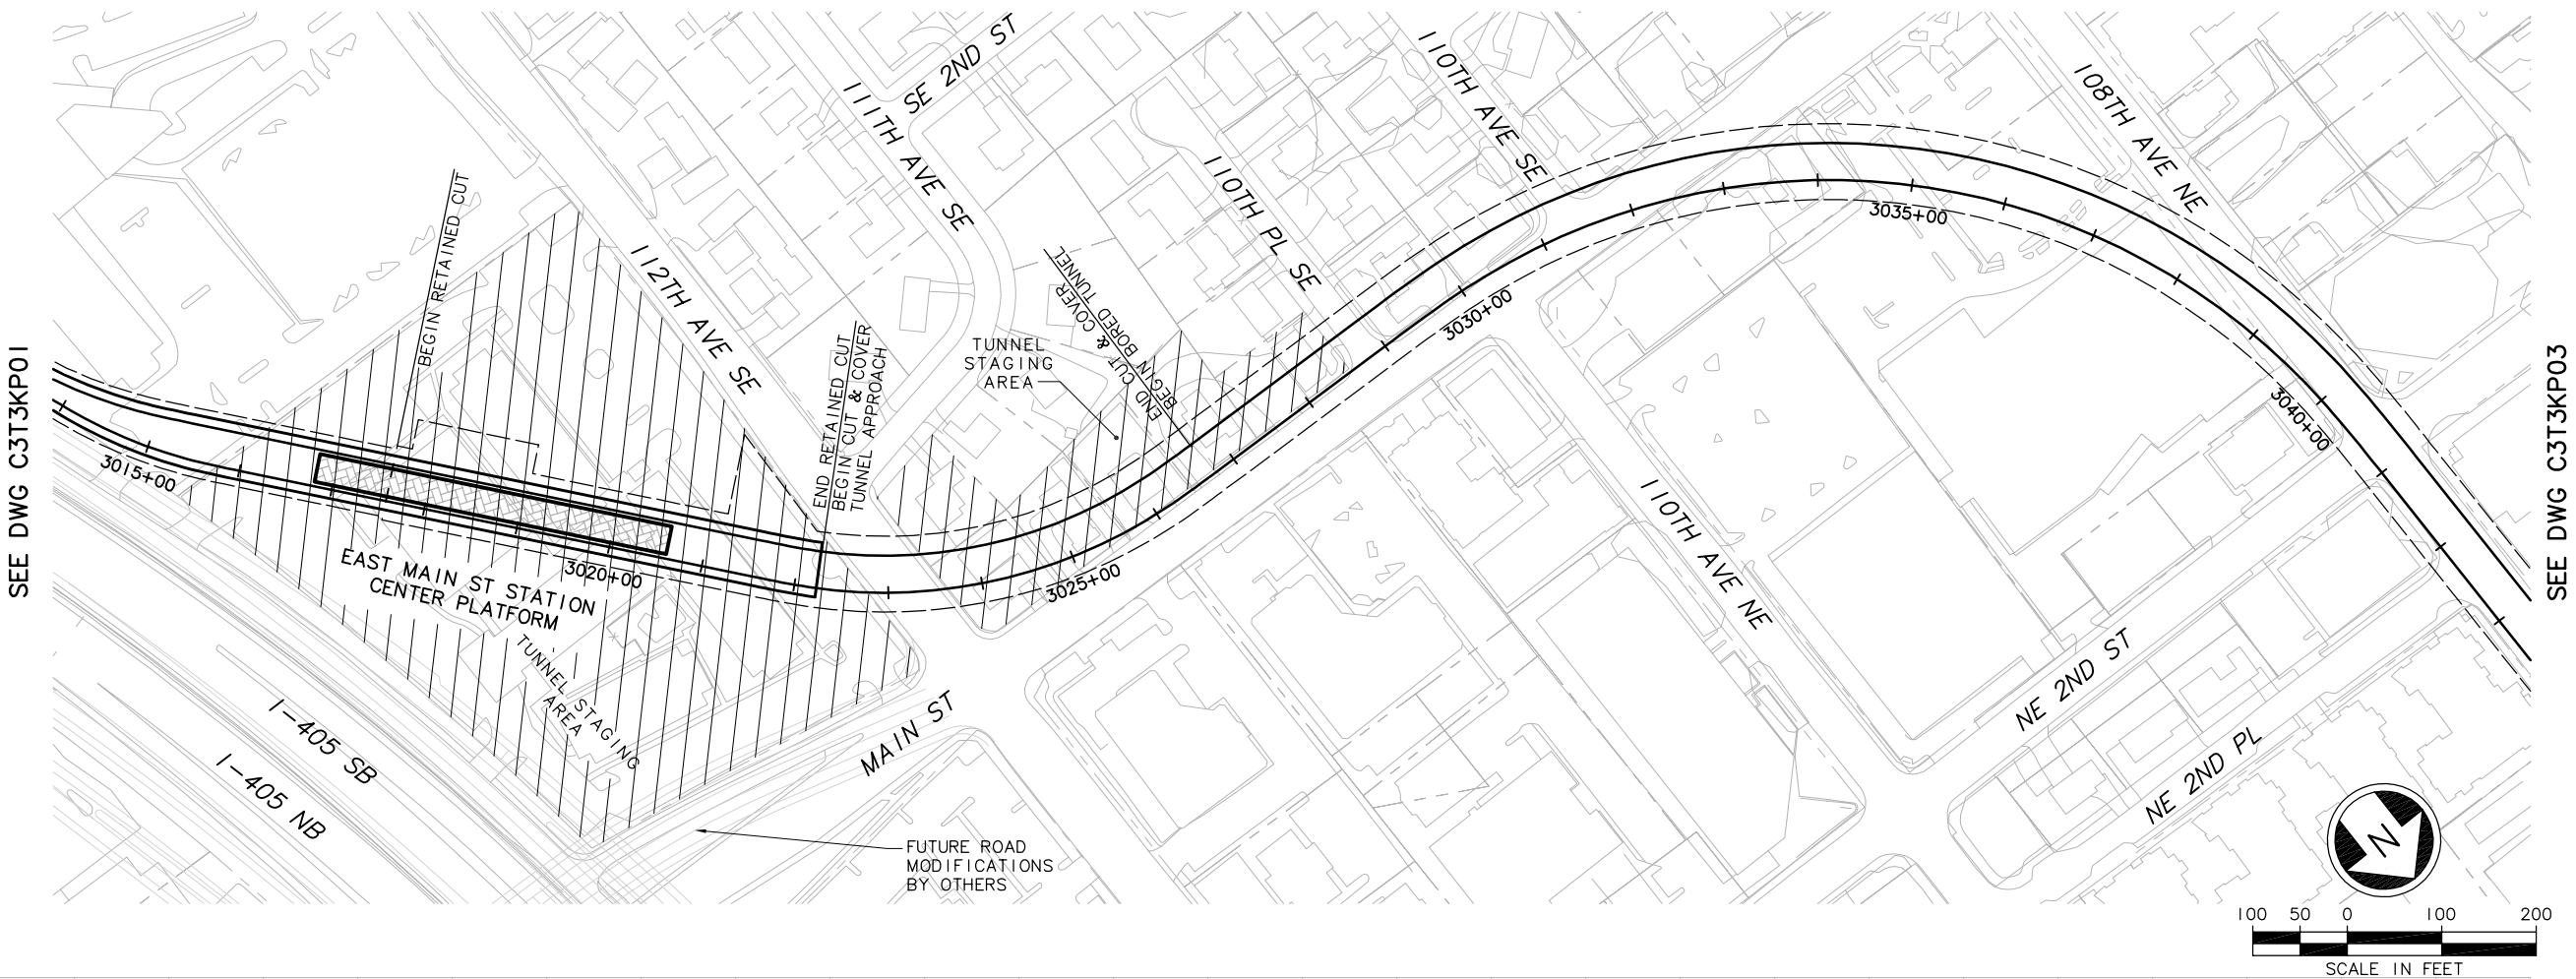 SEE DWG C3T3KP01
BEGIN RETAINED CUT
112TH AVE SE
111TH AVE SE
SE 2ND ST
110TH PL SE
110TH AVE SE
108TH AVE NE
END RETAINED CUT
BEGIN CUT & COVER
TUNNEL APPROACH
TUNNEL
STAGING
AREA
END CUT & COVER
BEGIN BORED TUNNEL
3015+00
3020+00
3025+00
3030+00
3035+00
3040+00
EAST MAIN ST STATION
CENTER PLATFORM
TUNNEL STAGING
AREA
I-405 SB
I-405 NB
MAIN ST
FUTURE ROAD
MODIFICATIONS
BY OTHERS
110TH AVE NE
NE 2ND ST
NE 2ND PL
SEE DWG C3T3KP03
N
100 50 0 100 200
SCALE IN FEET